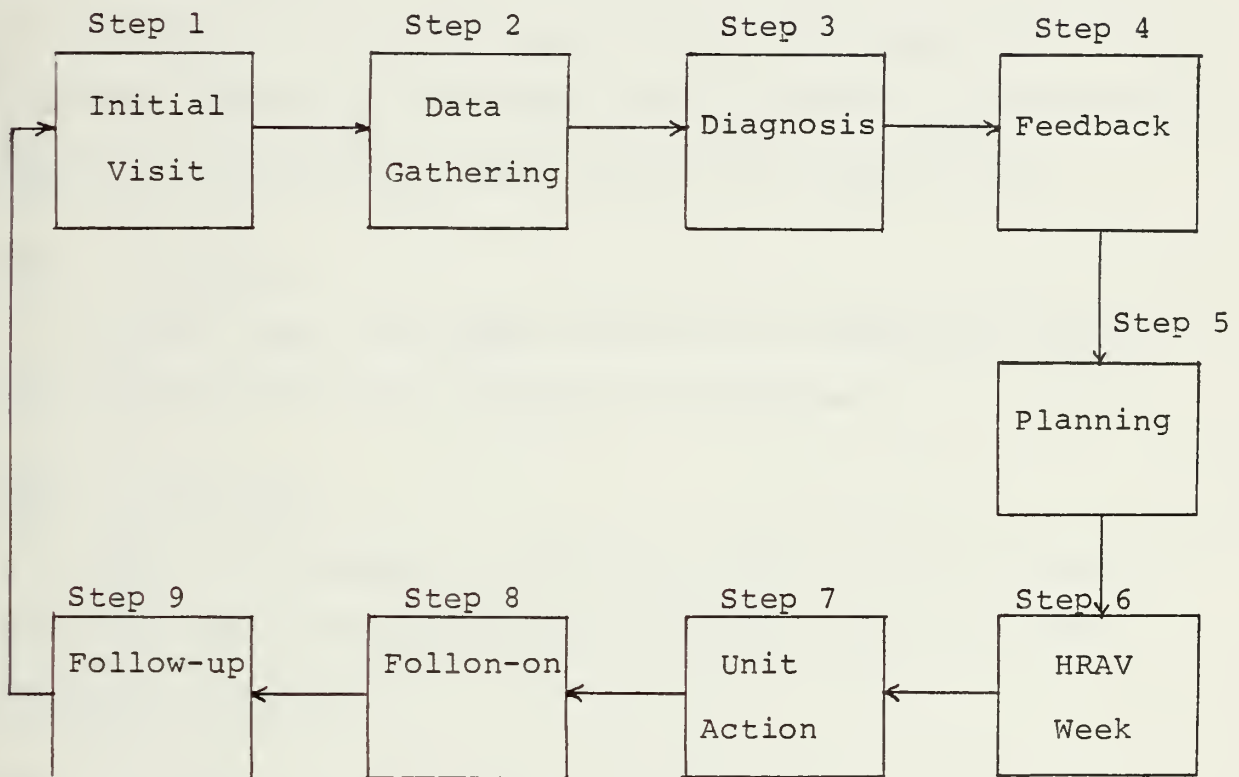 Step 1
Initial
Visit
Step 2
Data
Gathering
Step 3
Diagnosis
Step 4
Feedback
Step 5
Planning
Step 6
HRAV
Week
Step 7
Unit
Action
Step 8
Follon-on
Step 9
Follow-up